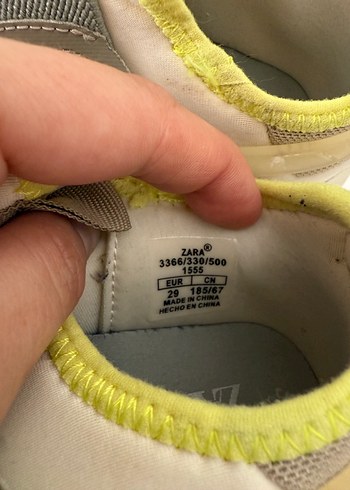 ZARA®
3366/330/500
1555
EUR CN
29 185/67
MADE IN CHINA
HECHO EN CHINA